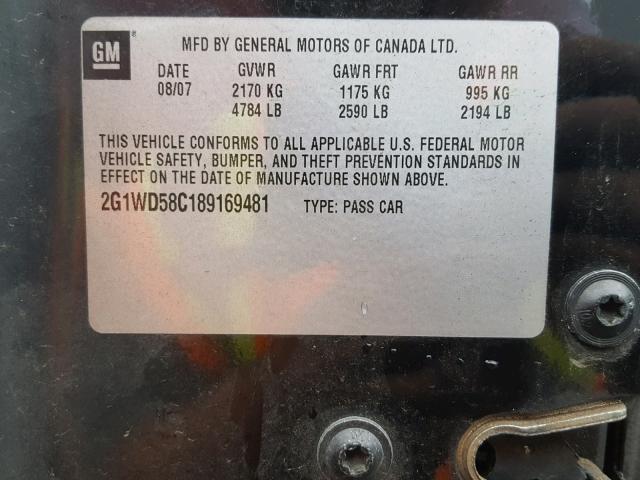 GM
®
MFD BY GENERAL MOTORS OF CANADA LTD.
DATE GVWR GAWR FRT GAWR RR
08/07 2170 KG 1175 KG 995 KG
4784 LB 2590 LB 2194 LB
THIS VEHICLE CONFORMS TO ALL APPLICABLE U.S. FEDERAL MOTOR
VEHICLE SAFETY, BUMPER, AND THEFT PREVENTION STANDARDS IN
EFFECT ON THE DATE OF MANUFACTURE SHOWN ABOVE.
2G1WD58C189169481 TYPE: PASS CAR